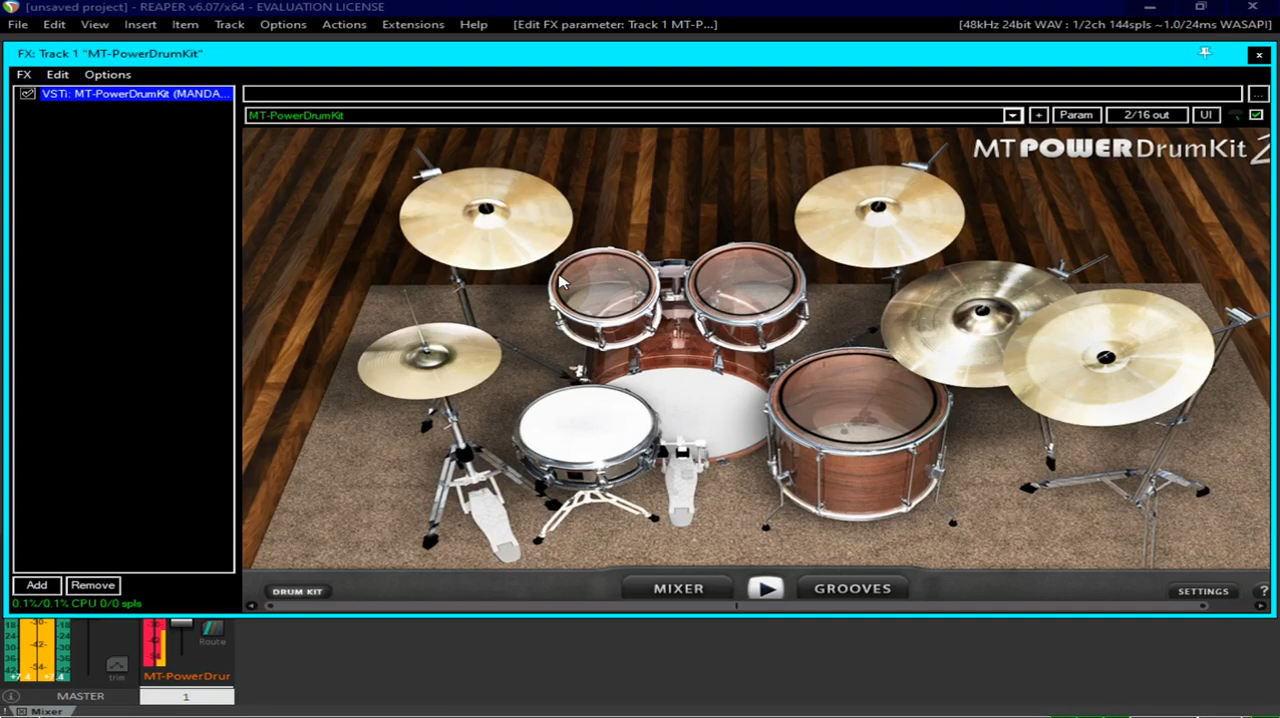 [unsaved project] - REAPER v6.07/x64 - EVALUATION LICENSE
File Edit View Insert Item Track Options Actions Extensions Help [Edit FX parameter: Track 1 MT-P...] [48kHz 24bit WAV : 1/2ch 144spls ~1.0/24ms WASAPI]
FX: Track 1 "MT-PowerDrumKit"
FX Edit Options
VSTi: MT-PowerDrumKit (MANDA...
...
MT-PowerDrumKit + Param 2/16 out UI
MT POWER DrumKit 2
Add Remove
DRUM KIT MIXER GROOVES SETTINGS ?
0.1%/0.1% CPU 0/0 spls
Route
trim
MT-PowerDrur
MASTER 1
Mixer